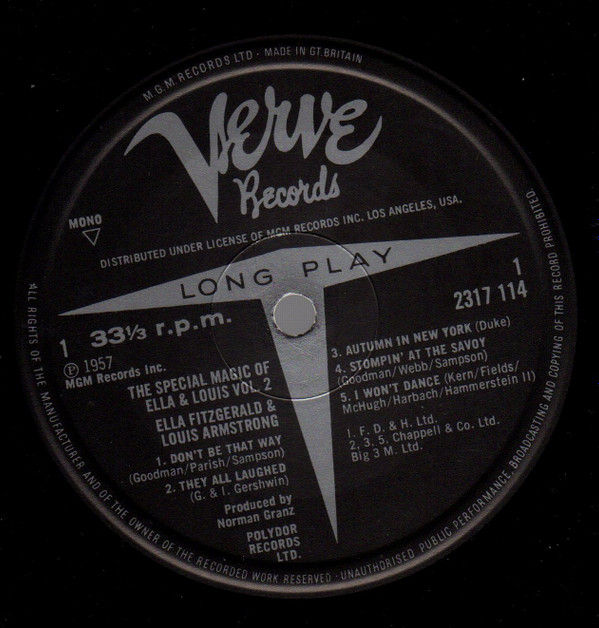 M.G.M. RECORDS LTD · MADE IN GT. BRITAIN
Verve
Records
MONO
DISTRIBUTED UNDER LICENSE OF MGM RECORDS INC. LOS ANGELES, USA.
LONG PLAY
1
2317 114
1 33⅓ r.p.m.
Ⓟ 1957
MGM Records Inc.
THE SPECIAL MAGIC OF
ELLA & LOUIS VOL. 2
ELLA FITZGERALD &
LOUIS ARMSTRONG
1. DON'T BE THAT WAY
(Goodman/Parish/Sampson)
2. THEY ALL LAUGHED
(G. & I. Gershwin)
Produced by
Norman Granz
POLYDOR
RECORDS
LTD.
3. AUTUMN IN NEW YORK (Duke)
4. STOMPIN' AT THE SAVOY
(Goodman/Webb/Sampson)
5. I WON'T DANCE (Kern/Fields/
McHugh/Harbach/Hammerstein II)
1. F. D. & H. Ltd.
2, 3, 5. Chappell & Co. Ltd.
Big 3 M. Ltd.
ALL RIGHTS OF THE MANUFACTURER AND OF THE OWNER OF THE RECORDED WORK RESERVED · UNAUTHORISED PUBLIC PERFORMANCE, BROADCASTING AND COPYING OF THIS RECORD PROHIBITED.